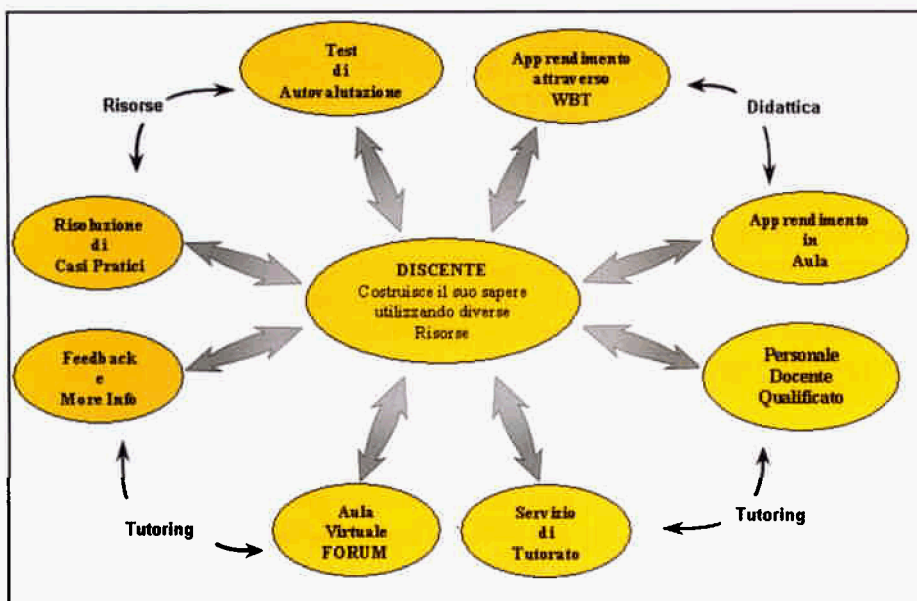 Test
di
Autovalutazione
Apprendimento
attraverso
WBT
Risorse
Didattica
Risoluzione
di
Casi Pratici
Apprendimento
in
Aula
DISCENTE
Costruisce il suo sapere
utilizzando diverse
Risorse
Feedback
e
More Info
Personale
Docente
Qualificato
Aula
Virtuale
FORUM
Servizio
di
Tutorato
Tutoring
Tutoring